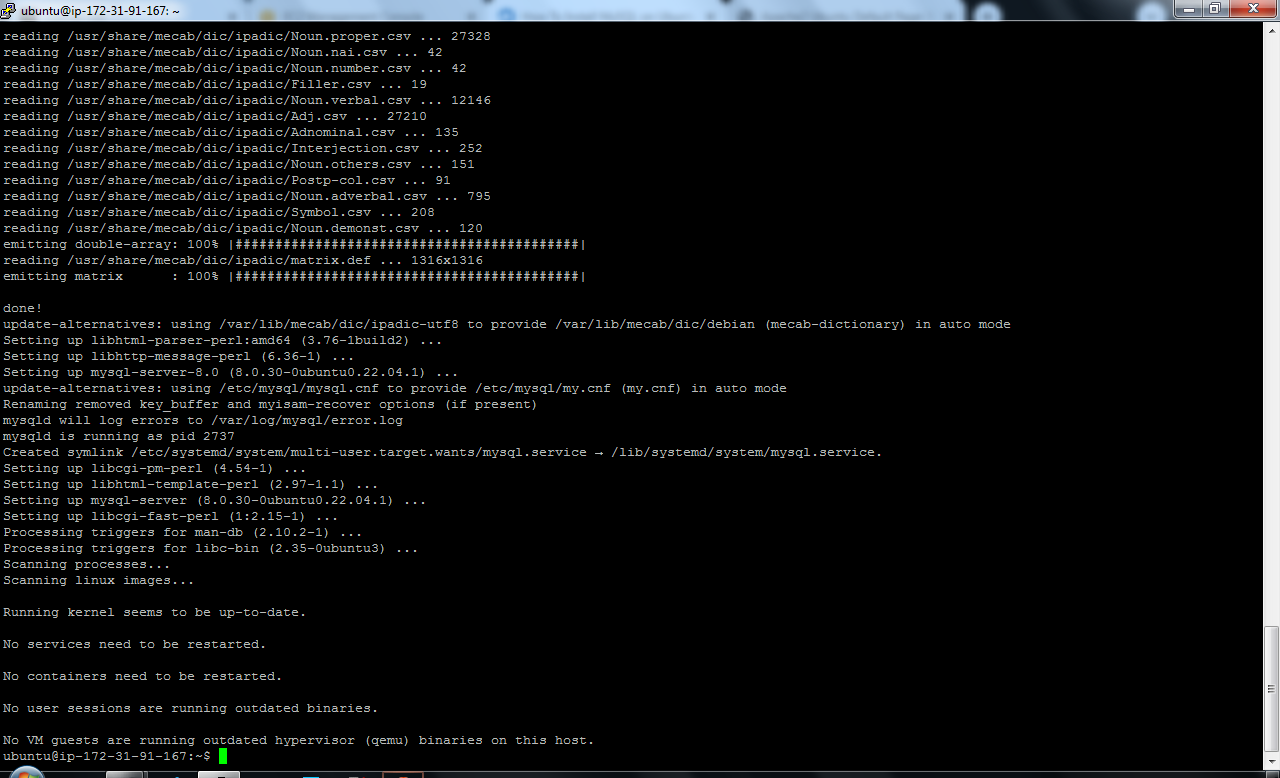 ubuntu@ip-172-31-91-167: ~
reading /usr/share/mecab/dic/ipadic/Noun.proper.csv ... 27328
reading /usr/share/mecab/dic/ipadic/Noun.nai.csv ... 42
reading /usr/share/mecab/dic/ipadic/Noun.number.csv ... 42
reading /usr/share/mecab/dic/ipadic/Filler.csv ... 19
reading /usr/share/mecab/dic/ipadic/Noun.verbal.csv ... 12146
reading /usr/share/mecab/dic/ipadic/Adj.csv ... 27210
reading /usr/share/mecab/dic/ipadic/Adnominal.csv ... 135
reading /usr/share/mecab/dic/ipadic/Interjection.csv ... 252
reading /usr/share/mecab/dic/ipadic/Noun.others.csv ... 151
reading /usr/share/mecab/dic/ipadic/Postp-col.csv ... 91
reading /usr/share/mecab/dic/ipadic/Noun.adverbal.csv ... 795
reading /usr/share/mecab/dic/ipadic/Symbol.csv ... 208
reading /usr/share/mecab/dic/ipadic/Noun.demonst.csv ... 120
emitting double-array: 100% |###########################################|
reading /usr/share/mecab/dic/ipadic/matrix.def ... 1316x1316
emitting matrix      : 100% |###########################################|
done!
update-alternatives: using /var/lib/mecab/dic/ipadic-utf8 to provide /var/lib/mecab/dic/debian (mecab-dictionary) in auto mode
Setting up libhtml-parser-perl:amd64 (3.76-1build2) ...
Setting up libhttp-message-perl (6.36-1) ...
Setting up mysql-server-8.0 (8.0.30-0ubuntu0.22.04.1) ...
update-alternatives: using /etc/mysql/mysql.cnf to provide /etc/mysql/my.cnf (my.cnf) in auto mode
Renaming removed key_buffer and myisam-recover options (if present)
mysqld will log errors to /var/log/mysql/error.log
mysqld is running as pid 2737
Created symlink /etc/systemd/system/multi-user.target.wants/mysql.service → /lib/systemd/system/mysql.service.
Setting up libcgi-pm-perl (4.54-1) ...
Setting up libhtml-template-perl (2.97-1.1) ...
Setting up mysql-server (8.0.30-0ubuntu0.22.04.1) ...
Setting up libcgi-fast-perl (1:2.15-1) ...
Processing triggers for man-db (2.10.2-1) ...
Processing triggers for libc-bin (2.35-0ubuntu3) ...
Scanning processes...
Scanning linux images...
Running kernel seems to be up-to-date.
No services need to be restarted.
No containers need to be restarted.
No user sessions are running outdated binaries.
No VM guests are running outdated hypervisor (qemu) binaries on this host.
ubuntu@ip-172-31-91-167:~$